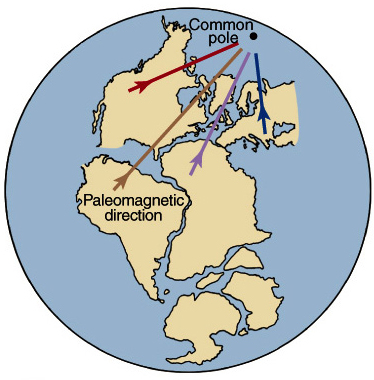 Common
pole
Paleomagnetic
direction